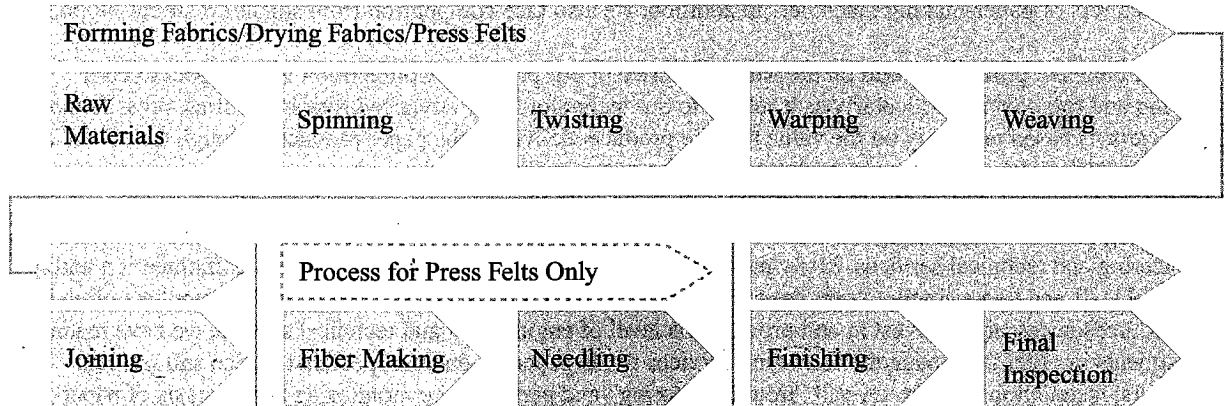 Forming Fabrics/Drying Fabrics/Press Felts
Raw
Materials
Spinning
Twisting
Warping
Weaving
Process for Press Felts Only
Joining
Fiber Making
Needling
Finishing
Final
Inspection